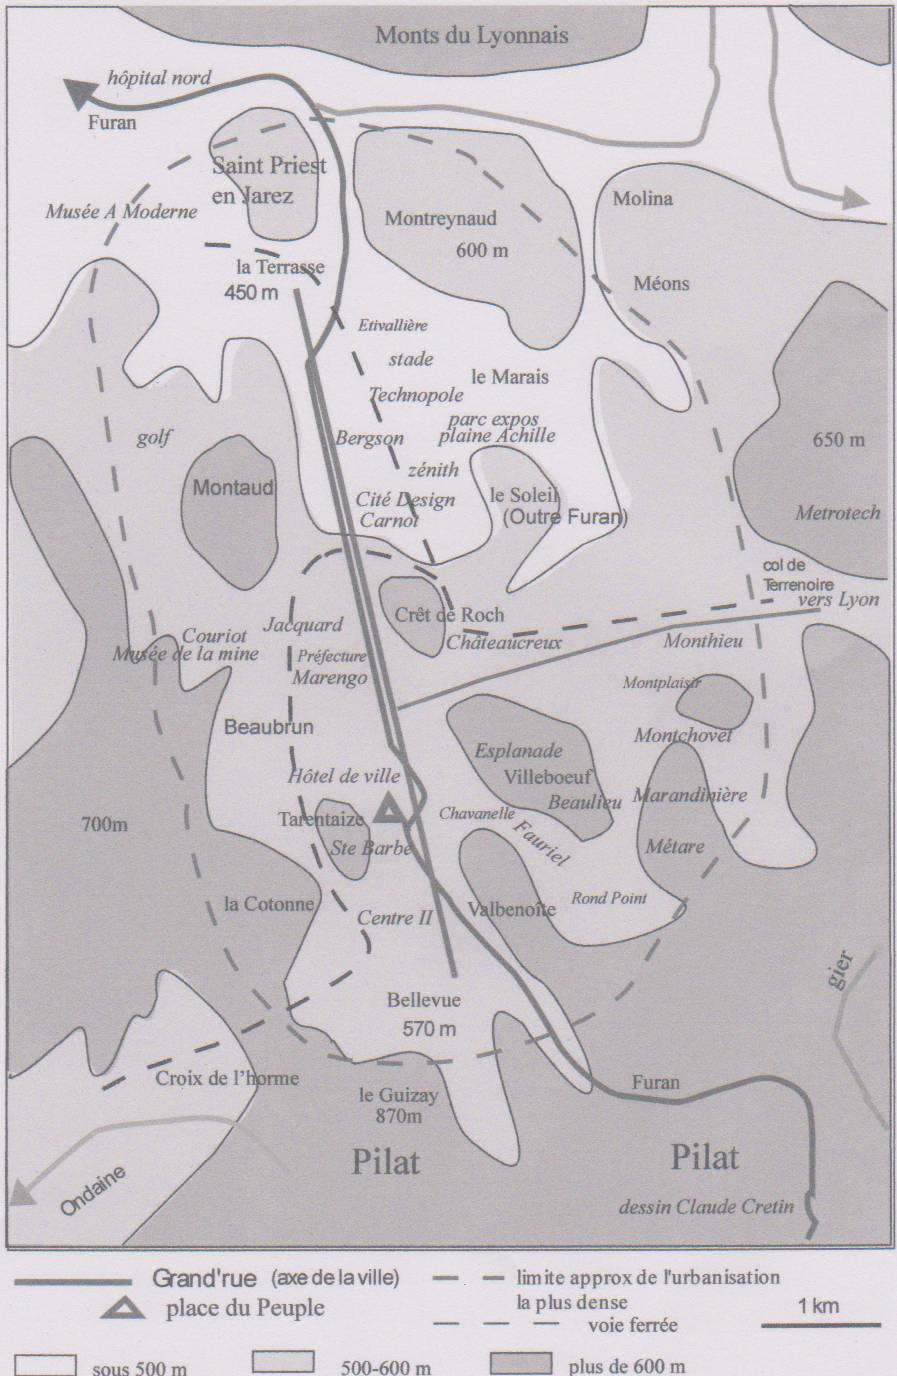 Monts du Lyonnais
hôpital nord
Furan
Saint Priest
en Jarez
Musée A Moderne
Montreynaud
600 m
Molina
la Terrasse
450 m
Méons
Etivallière
stade
le Marais
Technopole
parc expos
plaine Achille
golf
Bergson
650 m
zénith
Montaud
le Soleil
Cité Design
(Outre Furan)
Carnot
Metrotech
col de
Terrenoire
vers Lyon
Crêt de Roch
Couriot
Jacquard
Châteaucreux
Monthieu
Musée de la mine
Préfecture
Marengo
Montplaisir
Beaubrun
Montchovet
Esplanade
Hôtel de ville
Villeboeuf
Beaulieu
Marandinière
700m
Tarentaize
Chavanelle
Fauriel
Ste Barbe
Métare
la Cotonne
Centre II
Valbenoîte
Rond Point
gier
Bellevue
570 m
Croix de l'horme
Furan
le Guizay
870m
Pilat
Pilat
Ondaine
dessin Claude Cretin
Grand'rue (axe de la ville)
limite approx de l'urbanisation
la plus dense
place du Peuple
voie ferrée
1 km
sous 500 m
500-600 m
plus de 600 m